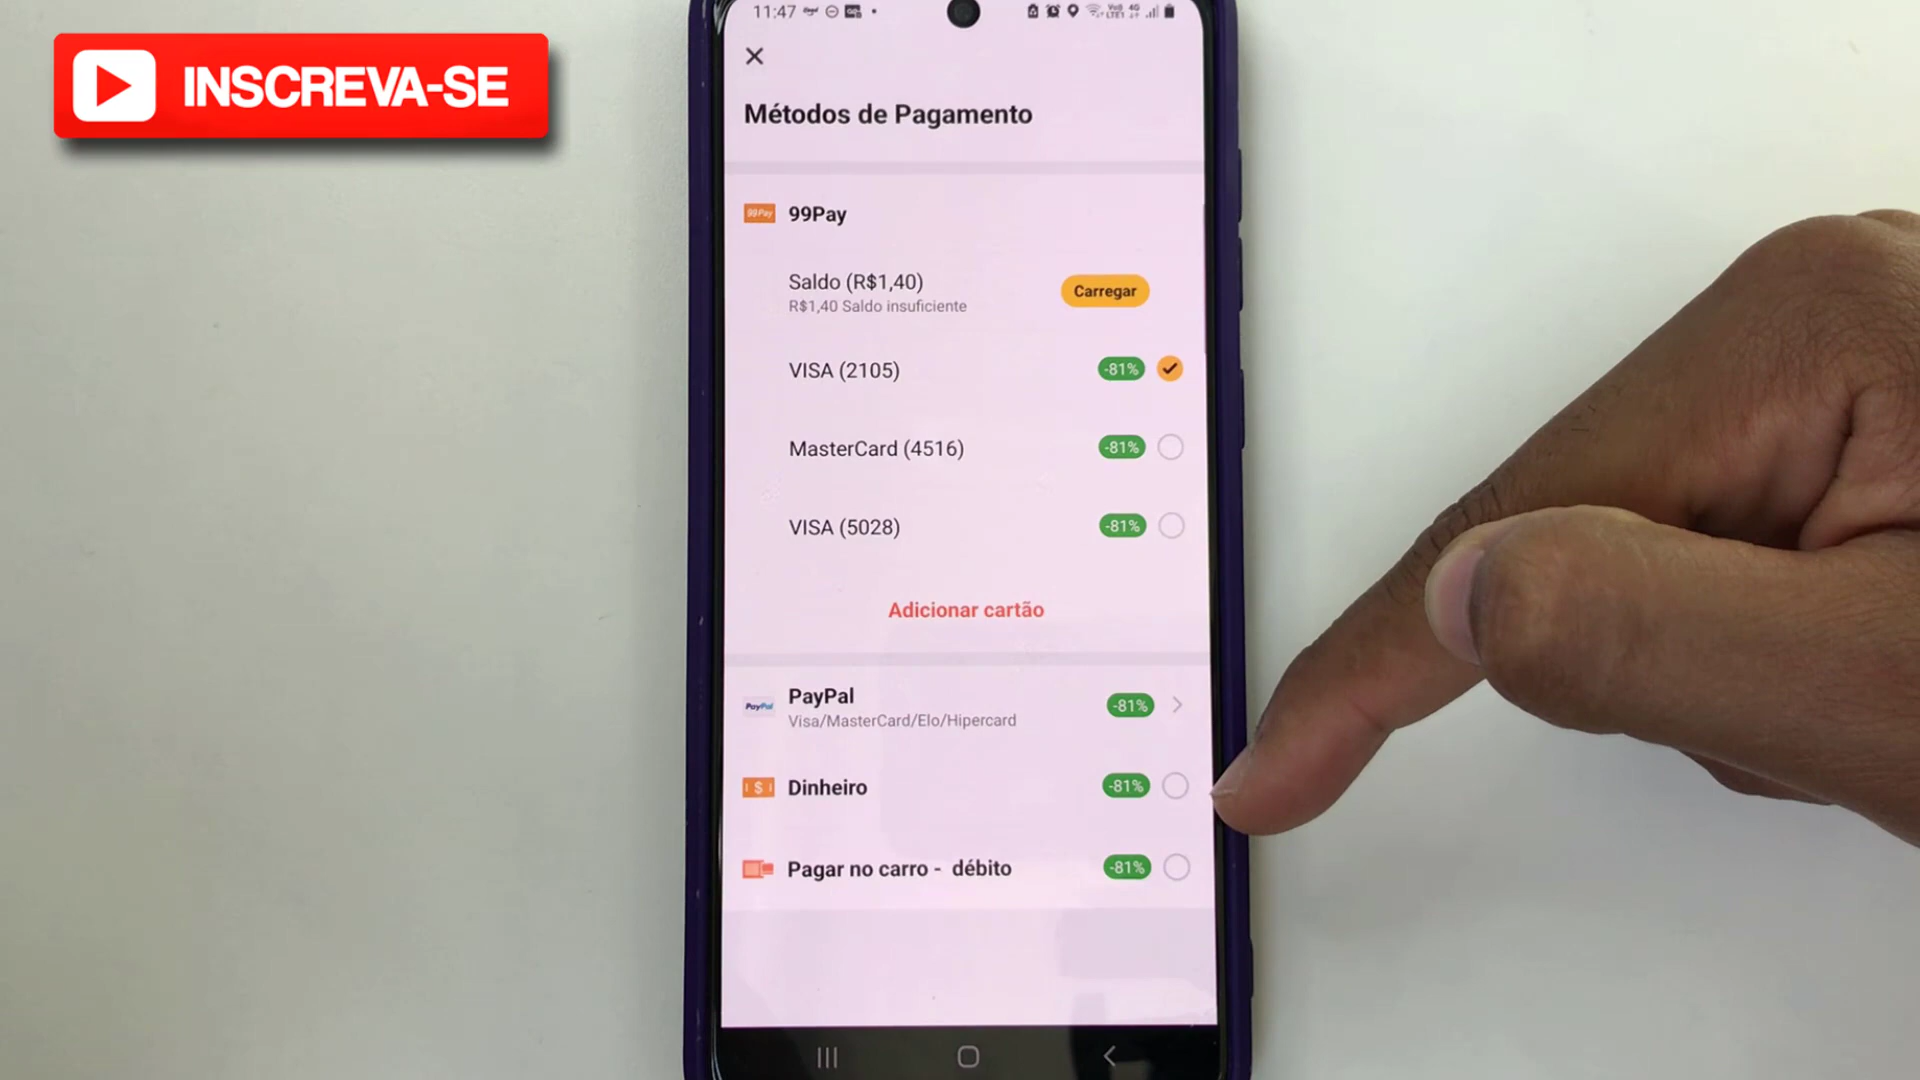 INSCREVA-SE
11:47
Métodos de Pagamento
99Pay
99Pay
Saldo (R$1,40)
R$1,40 Saldo insuficiente
Carregar
VISA (2105)
-81%
MasterCard (4516)
-81%
VISA (5028)
-81%
Adicionar cartão
PayPal
PayPal
-81%
Visa/MasterCard/Elo/Hipercard
$
Dinheiro
-81%
Pagar no carro - débito
-81%